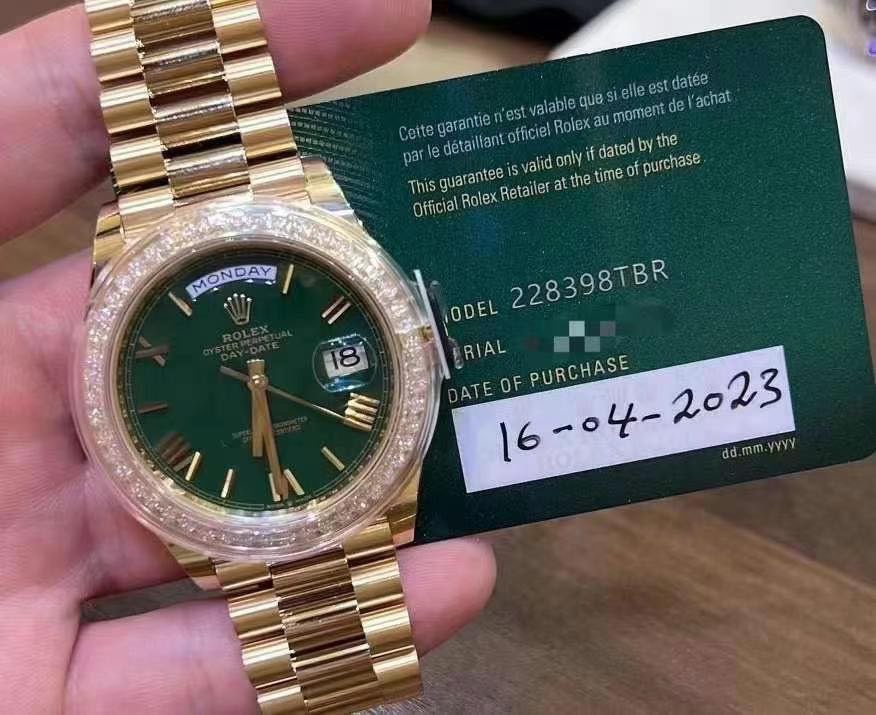 Cette garantie n'est valable que si elle est datée
par le détaillant officiel Rolex au moment de l'achat
This guarantee is valid only if dated by the
Official Rolex Retailer at the time of purchase.
MONDAY
ROLEX
OYSTER PERPETUAL
DAY-DATE
18
ODEL 228398TBR
RIAL
DATE OF PURCHASE
16-04-2023
dd.mm.yyyy